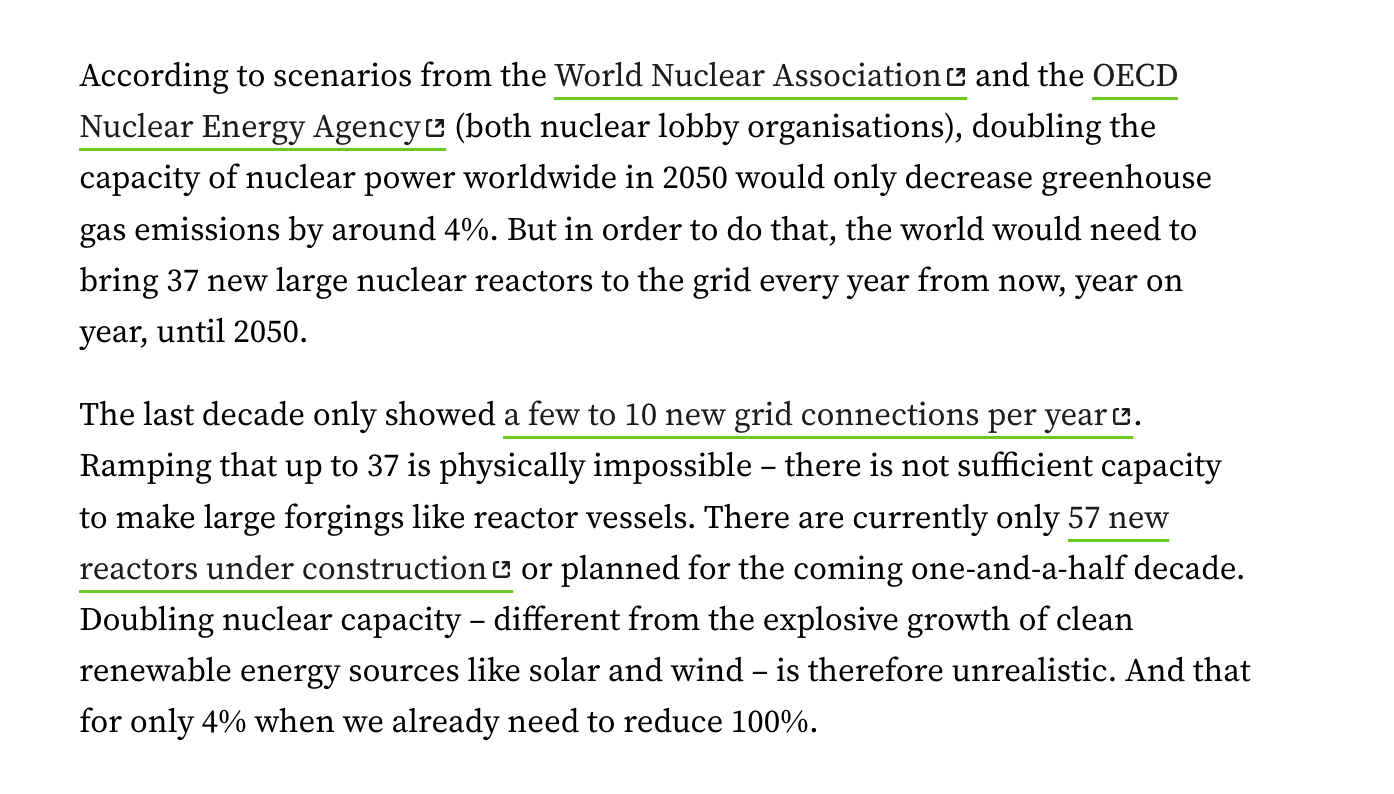 According to scenarios from the World Nuclear Association and the OECD
Nuclear Energy Agency (both nuclear lobby organisations), doubling the
capacity of nuclear power worldwide in 2050 would only decrease greenhouse
gas emissions by around 4%. But in order to do that, the world would need to
bring 37 new large nuclear reactors to the grid every year from now, year on
year, until 2050.
The last decade only showed a few to 10 new grid connections per year.
Ramping that up to 37 is physically impossible – there is not sufficient capacity
to make large forgings like reactor vessels. There are currently only 57 new
reactors under construction or planned for the coming one-and-a-half decade.
Doubling nuclear capacity – different from the explosive growth of clean
renewable energy sources like solar and wind – is therefore unrealistic. And that
for only 4% when we already need to reduce 100%.